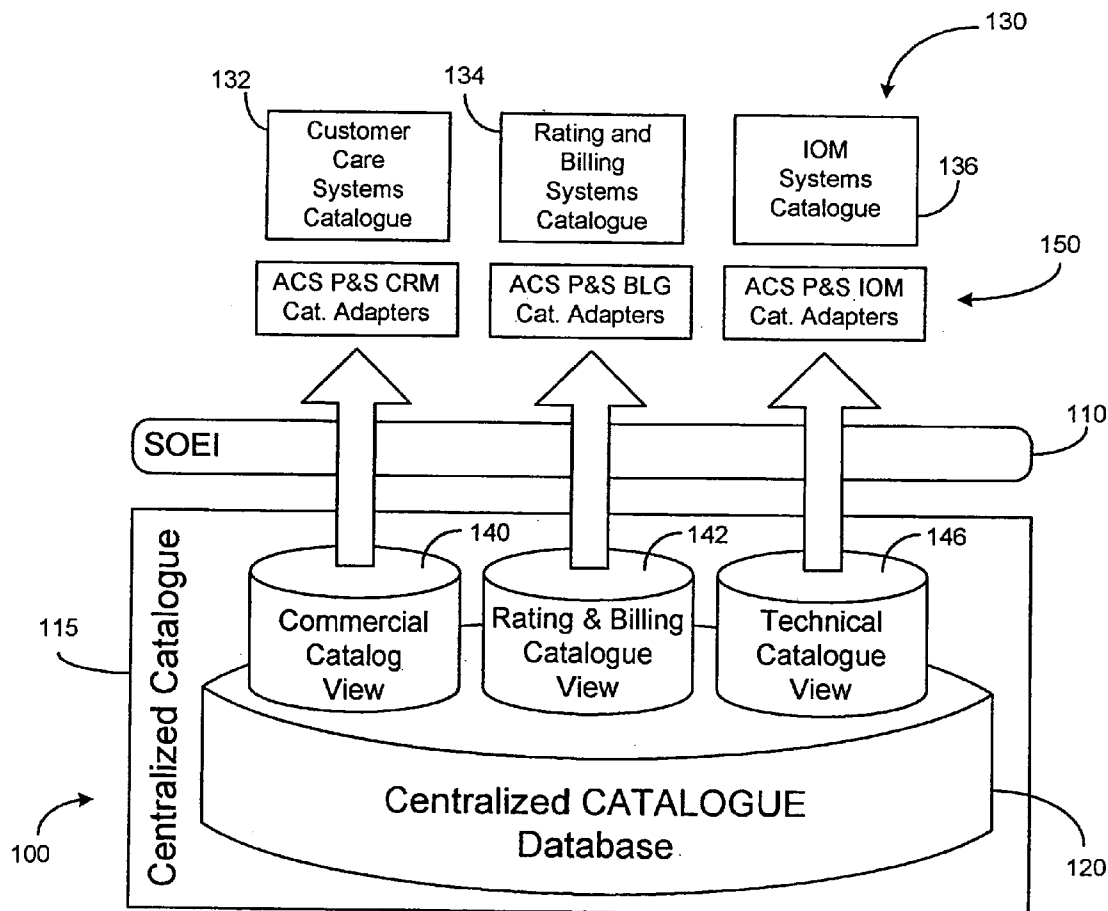 130
132
134
Customer
Care
Systems
Catalogue
Rating and
Billing
Systems
Catalogue
IOM
Systems
Catalogue
136
150
ACS P&S CRM
Cat. Adapters
ACS P&S BLG
Cat. Adapters
ACS P&S IOM
Cat. Adapters
110
SOEI
140
142
146
115
Centralized Catalogue
Commercial
Catalog
View
Rating & Billing
Catalogue
View
Technical
Catalogue
View
Centralized CATALOGUE
Database
100
120